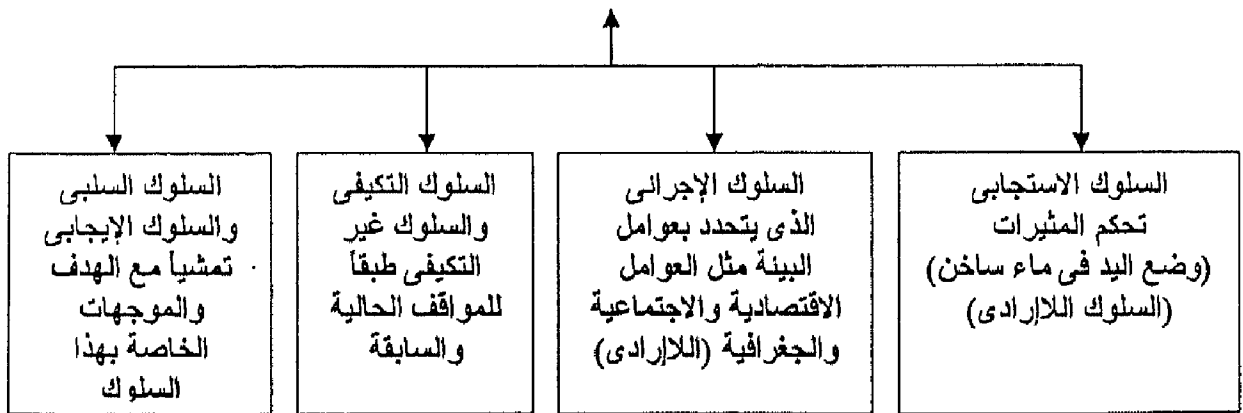 السلوك الاستجابى
تحكم المثيرات
(وضع اليد فى ماء ساخن)
(السلوك اللاإرادى)
السلوك الإجرائى
الذى يتحدد بعوامل
البيئة مثل العوامل
الاقتصادية والاجتماعية
والجغرافية (اللاإرادى)
السلوك التكيفى
والسلوك غير
التكيفى طبقاً
للمواقف الحالية
والسابقة
السلوك السلبى
والسلوك الإيجابى
تمشياً مع الهدف
والموجهات
الخاصة بهذا
السلوك